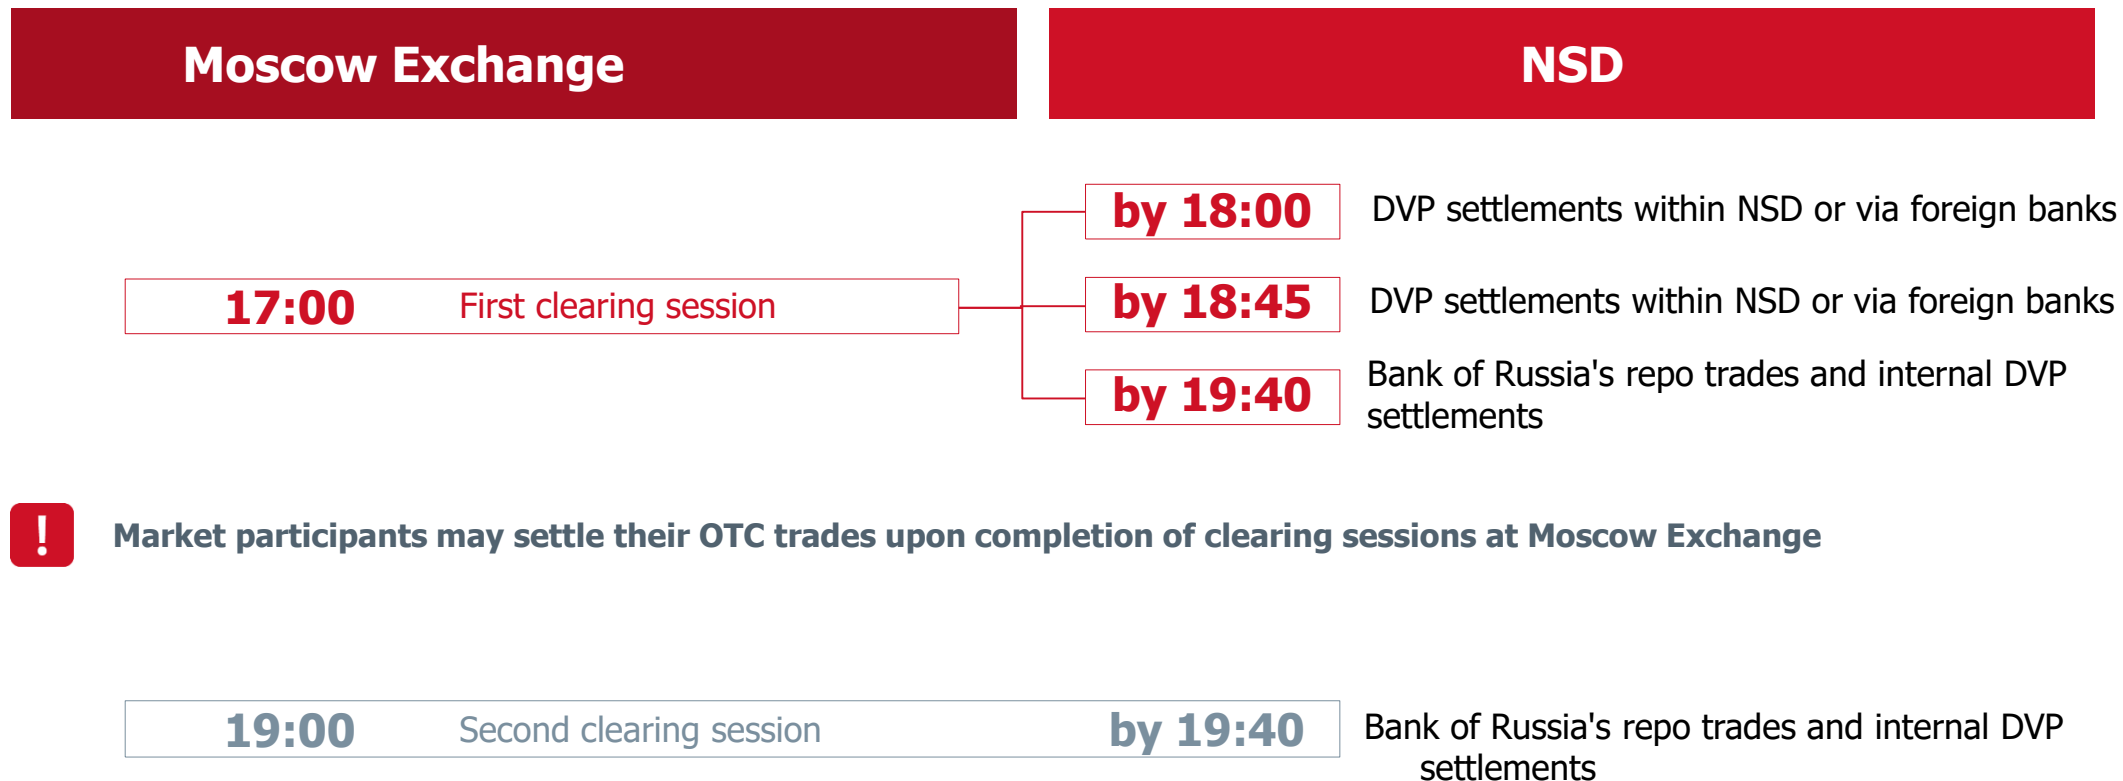 Moscow Exchange
NSD
by 18:00
DVP settlements within NSD or via foreign banks
17:00
First clearing session
by 18:45
DVP settlements within NSD or via foreign banks
by 19:40
Bank of Russia's repo trades and internal DVP
settlements
!
Market participants may settle their OTC trades upon completion of clearing sessions at Moscow Exchange
19:00
Second clearing session
by 19:40
Bank of Russia's repo trades and internal DVP
settlements